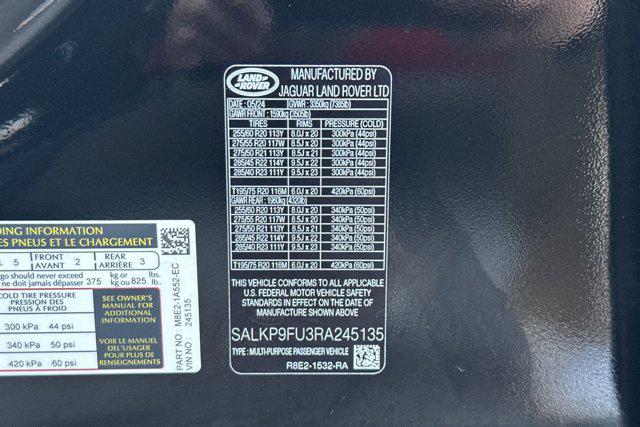 LAND ROVER
MANUFACTURED BY
JAGUAR LAND ROVER LTD
DATE : 05/24 GVWR : 3350kg (7385lb)
GAWR FRONT : 1590kg (3505lb)
TIRES RIMS PRESSURE (COLD)
255/60 R20 113Y 8.0J x 20 300kPa (44psi)
275/55 R20 117W 8.5J x 20 300kPa (44psi)
275/50 R21 113Y 8.5J x 21 300kPa (44psi)
285/45 R22 114Y 9.5J x 22 300kPa (44psi)
285/40 R23 111Y 9.5J x 23 300kPa (44psi)
T195/75 R20 116M 6.0J x 20 420kPa (60psi)
GAWR REAR : 1960kg (4320lb)
255/60 R20 113Y 8.0J x 20 340kPa (50psi)
275/55 R20 117W 8.5J x 20 340kPa (50psi)
275/50 R21 113Y 8.5J x 21 340kPa (50psi)
285/45 R22 114Y 9.5J x 22 340kPa (50psi)
285/40 R23 111Y 9.5J x 23 340kPa (50psi)
T195/75 R20 116M 6.0J x 20 420kPa (60psi)
THIS VEHICLE CONFORMS TO ALL APPLICABLE
U.S. FEDERAL MOTOR VEHICLE SAFETY
STANDARDS IN EFFECT ON THE DATE OF
MANUFACTURE SHOWN ABOVE
SALKP9FU3RA245135
TYPE : MULTI-PURPOSE PASSENGER VEHICLE
R8E2-1532-RA
DING INFORMATION
ES PNEUS ET LE CHARGEMENT
L 5 FRONT AVANT 2 REAR ARRIÈRE 3
rgo should never exceed
ne doit jamais dépasser 375 kg ou 825 lbs. lb.
COLD TIRE PRESSURE
PRESSION DES
PNEUS À FROID
300 kPa 44 psi
340 kPa 50 psi
420 kPa 60 psi
SEE OWNER'S
MANUAL FOR
ADDITIONAL
INFORMATION
VOIR LE MANUEL
DE L'USAGER
POUR PLUS DE
RENSEIGNEMENTS
PART NO. M8E2-1A552-EC
VIN NO. 245135